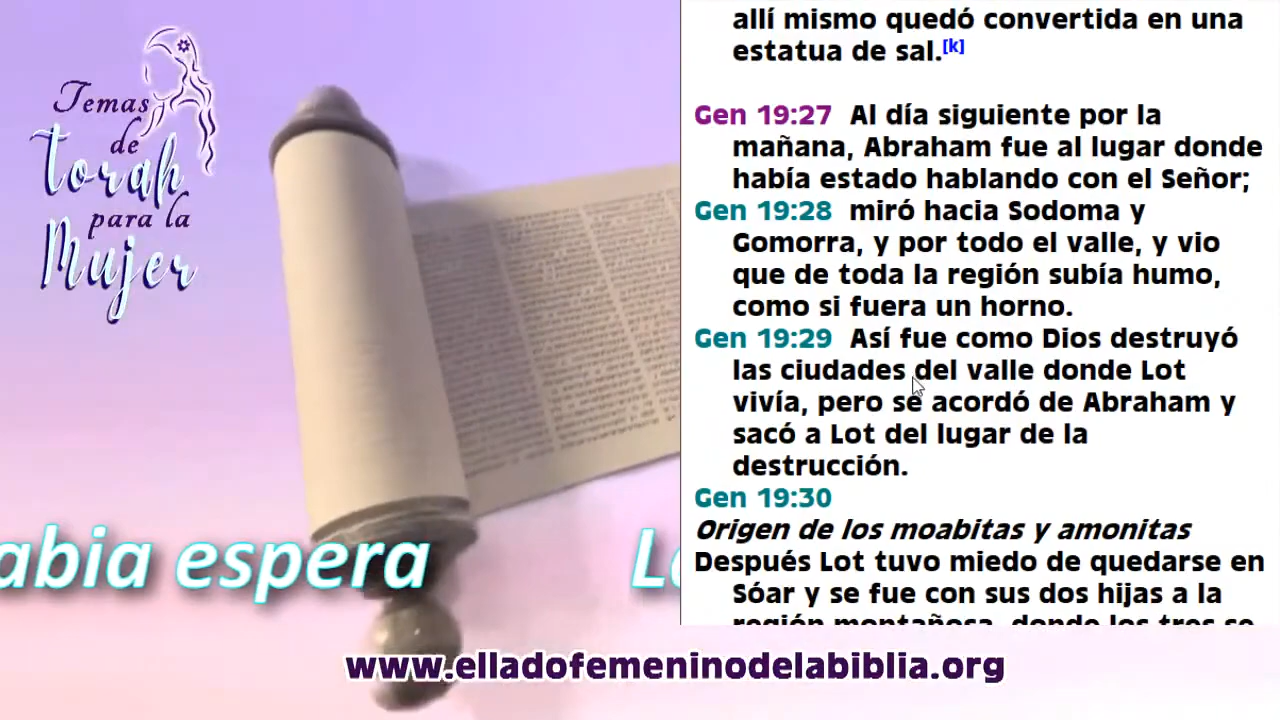 Temas
de
torah
para la
Mujer
abia espera
allí mismo quedó convertida en una
estatua de sal.[k]
Gen 19:27 Al día siguiente por la
mañana, Abraham fue al lugar donde
había estado hablando con el Señor;
Gen 19:28 miró hacia Sodoma y
Gomorra, y por todo el valle, y vio
que de toda la región subía humo,
como si fuera un horno.
Gen 19:29 Así fue como Dios destruyó
las ciudades del valle donde Lot
vivía, pero se acordó de Abraham y
sacó a Lot del lugar de la
destrucción.
Gen 19:30
Origen de los moabitas y amonitas
Después Lot tuvo miedo de quedarse en
Sóar y se fue con sus dos hijas a la
región montañosa, donde los tres se
www.elladofemeninodelabiblia.org